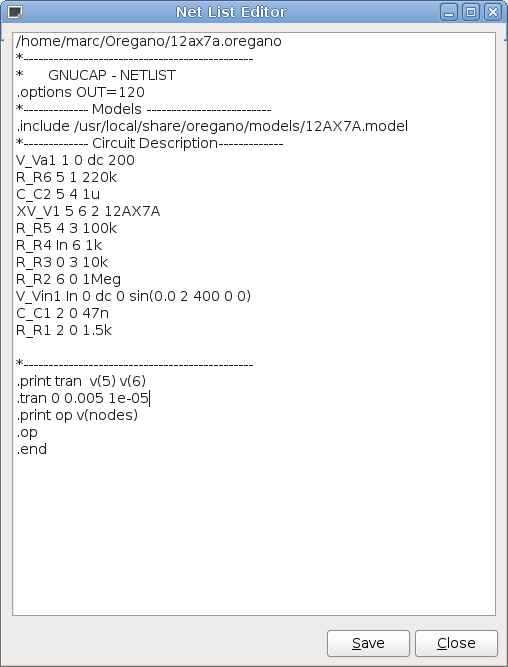 Net List Editor
/home/marc/Oregano/12ax7a.oregano
*----------------------------------------------
*      GNUCAP - NETLIST
.options OUT=120
*------------- Models -------------------------
.include /usr/local/share/oregano/models/12AX7A.model
*------------- Circuit Description-------------
V_Va1 1 0 dc 200
R_R6 5 1 220k
C_C2 5 4 1u
XV_V1 5 6 2 12AX7A
R_R5 4 3 100k
R_R4 In 6 1k
R_R3 0 3 10k
R_R2 6 0 1Meg
V_Vin1 In 0 dc 0 sin(0.0 2 400 0 0)
C_C1 2 0 47n
R_R1 2 0 1.5k
*----------------------------------------------
.print tran  v(5) v(6)
.tran 0 0.005 1e-05
.print op v(nodes)
.op
.end
Save Close